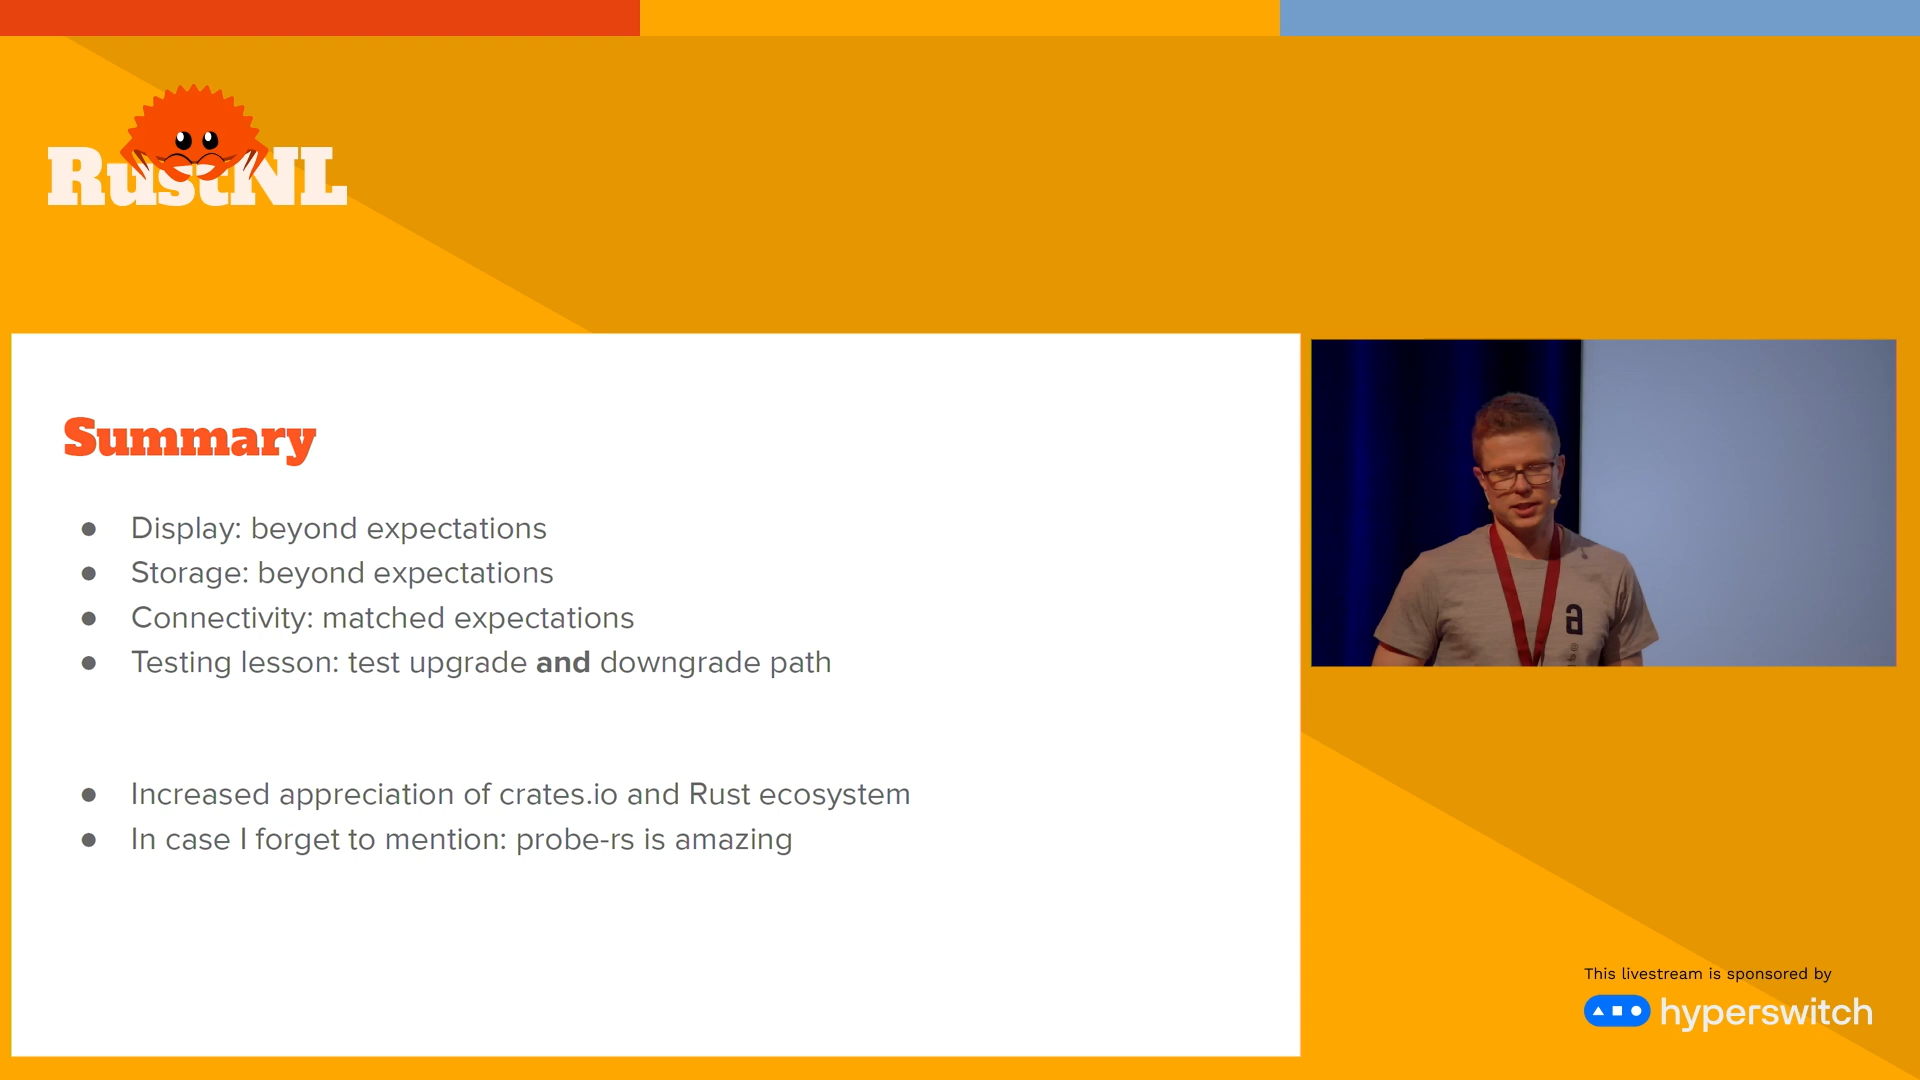 RustNL
Summary
● Display: beyond expectations
● Storage: beyond expectations
● Connectivity: matched expectations
● Testing lesson: test upgrade and downgrade path
● Increased appreciation of crates.io and Rust ecosystem
● In case I forget to mention: probe-rs is amazing
a
This livestream is sponsored by
hyperswitch